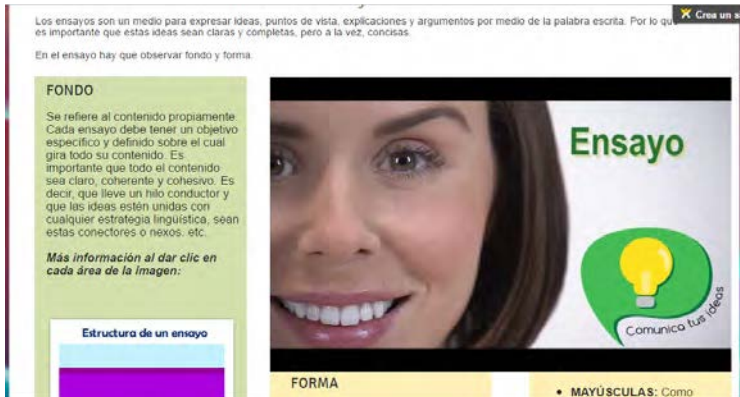 Los ensayos son un medio para expresar ideas, puntos de vista, explicaciones y argumentos por medio de la palabra escrita. Por lo que
es importante que estas ideas sean claras y completas, pero a la vez, concisas.
En el ensayo hay que observar fondo y forma.
Crea un s
FONDO
Se refiere al contenido propiamente.
Cada ensayo debe tener un objetivo
específico y definido sobre el cual
gira todo su contenido. Es
importante que todo el contenido
sea claro, coherente y cohesivo. Es
decir, que lleve un hilo conductor y
que las ideas estén unidas con
cualquier estrategia lingüística, sean
estas conectores o nexos. etc.
Más información al dar clic en
cada área de la imagen:
Estructura de un ensayo
Ensayo
Comunica tus ideas
FORMA
• MAYÚSCULAS: Como